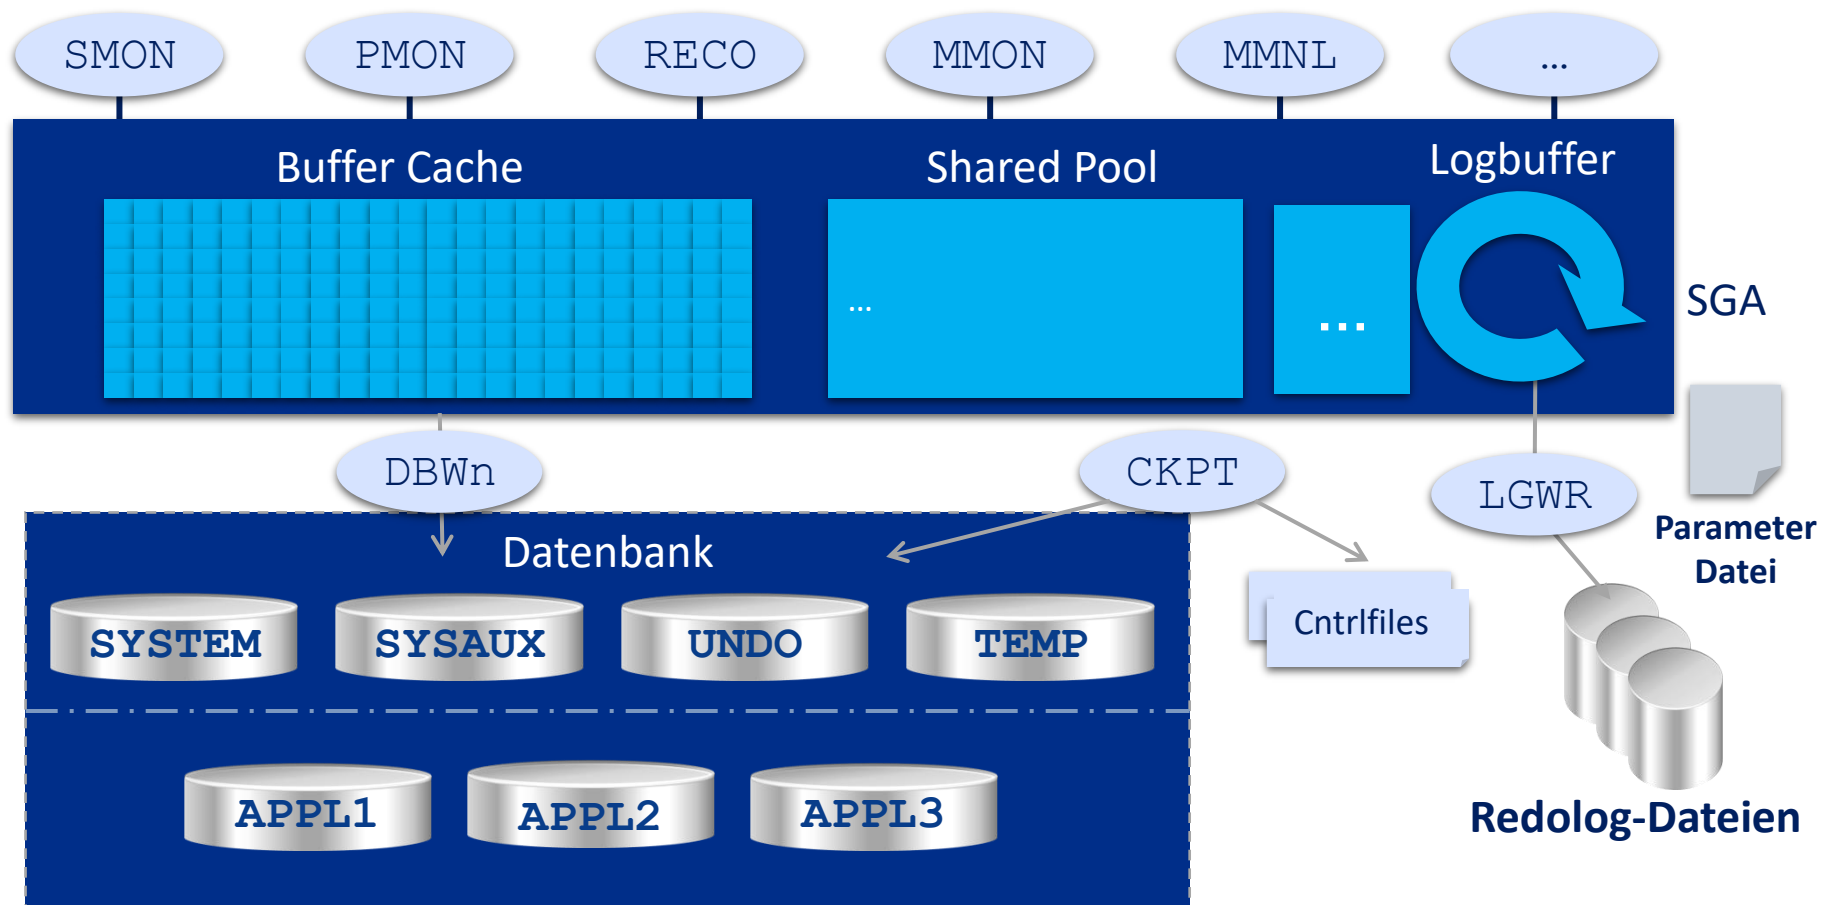 SMON
PMON
RECO
MMON
MMNL
...
Buffer Cache
Shared Pool
Logbuffer
...
...
SGA
DBWn
CKPT
LGWR
Parameter
Datei
Datenbank
Cntrlfiles
SYSTEM
SYSAUX
UNDO
TEMP
APPL1
APPL2
APPL3
Redolog-Dateien